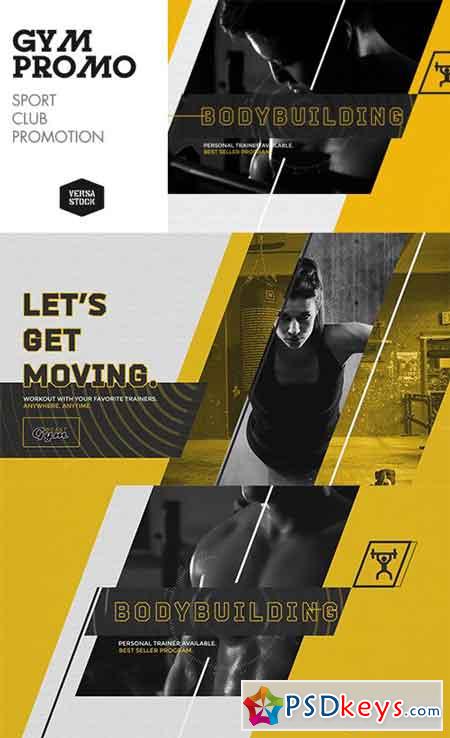 GYM
PROMO
SPORT
CLUB
PROMOTION
VERSA
STOCK
BODYBUILDING
PERSONAL TRAINER AVAILABLE.
BEST SELLER PROGRAM.
LET'S
GET
MOVING.
WORKOUT WITH YOUR FAVORITE TRAINERS.
ANYWHERE. ANYTIME.
Gym
BODYBUILDING
PERSONAL TRAINER AVAILABLE.
BEST SELLER PROGRAM.
PSDkeys.com